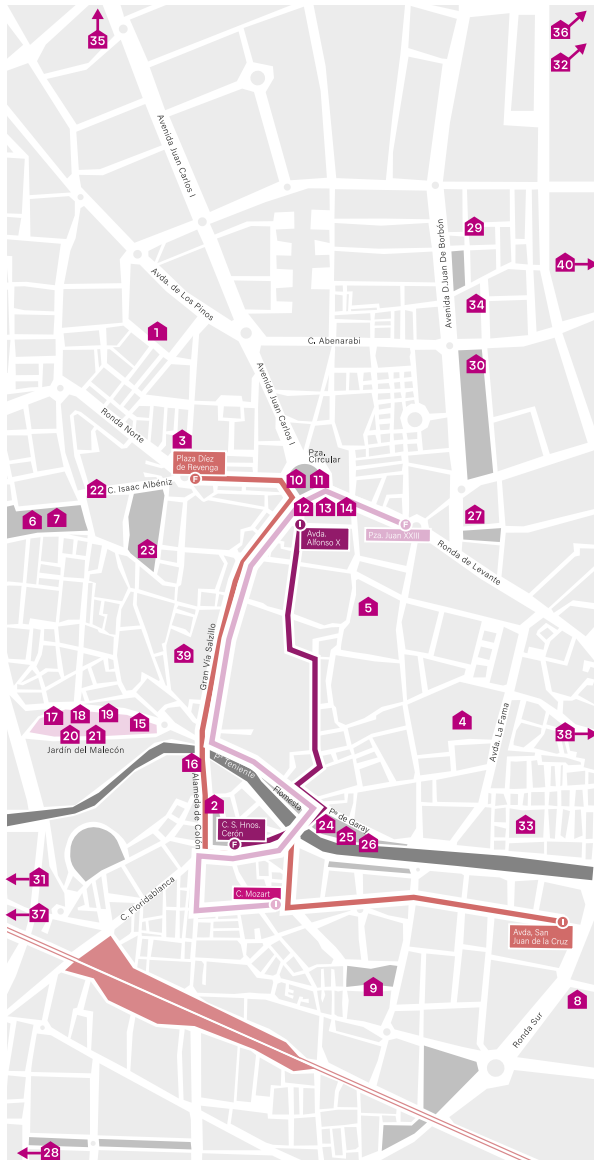 35
36
32
Avenida Juan Carlos I
29
40
Avda. de Los Pinos
34
Avenida D.Juan De Borbón
1
C. Abenarabi
30
Avenida Juan Carlos I
Ronda Norte
3
Pza.
Circular
Plaza Díez
de Revenga
F
10
11
22
C. Isaac Albéniz
12
13
14
27
6
7
I
F
Avda.
Alfonso X
Pza. Juan XXIII
23
Ronda de Levante
5
Gran Vía Salzillo
39
17
18
19
15
4
Avda. La Fama
20
21
38
Jardín del Malecón
16
Pº Teniente
Flomesta
Alameda de Colón
2
Pº de Garay
24
25
26
33
C. S. Hnos.
Cerón
F
31
C. Mozart
I
37
C. Floridablanca
I
Avda, San
Juan de la Cruz
9
8
Ronda Sur
28